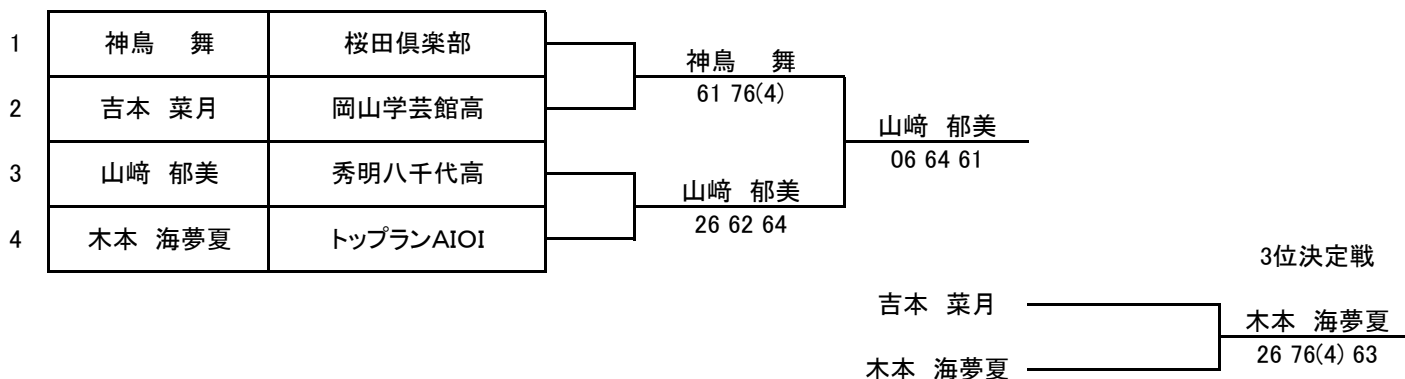 1 神鳥 舞 桜田倶楽部
神鳥 舞
61 76(4)
2 吉本 菜月 岡山学芸館高
山﨑 郁美
06 64 61
3 山﨑 郁美 秀明八千代高
山﨑 郁美
26 62 64
4 木本 海夢夏 トップランAIOI
3位決定戦
吉本 菜月
木本 海夢夏
26 76(4) 63
木本 海夢夏